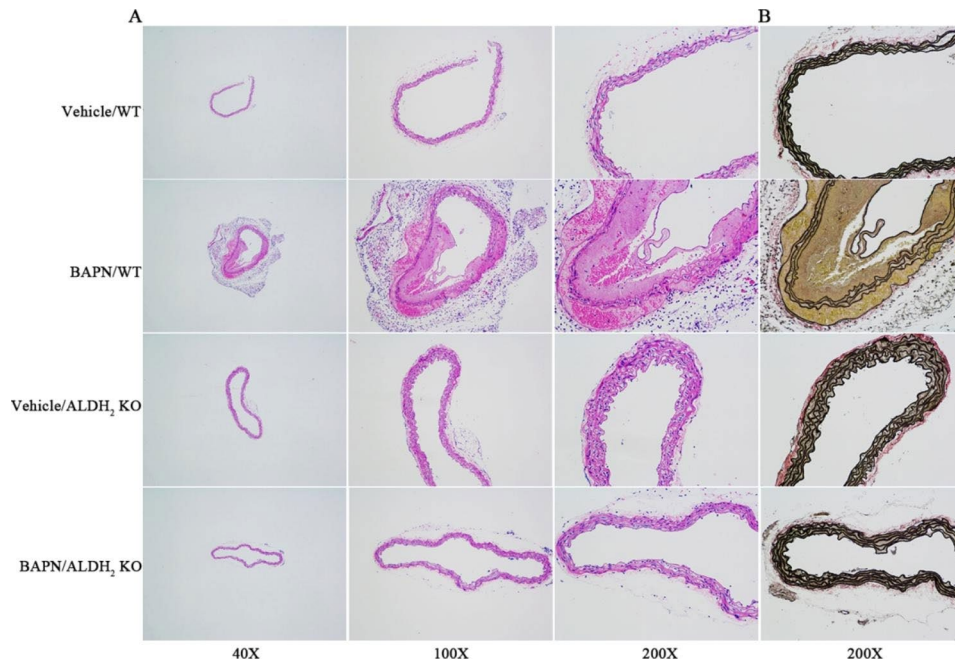 A B
Vehicle/WT
BAPN/WT
Vehicle/ALDH₂ KO
BAPN/ALDH₂ KO
40X 100X 200X 200X